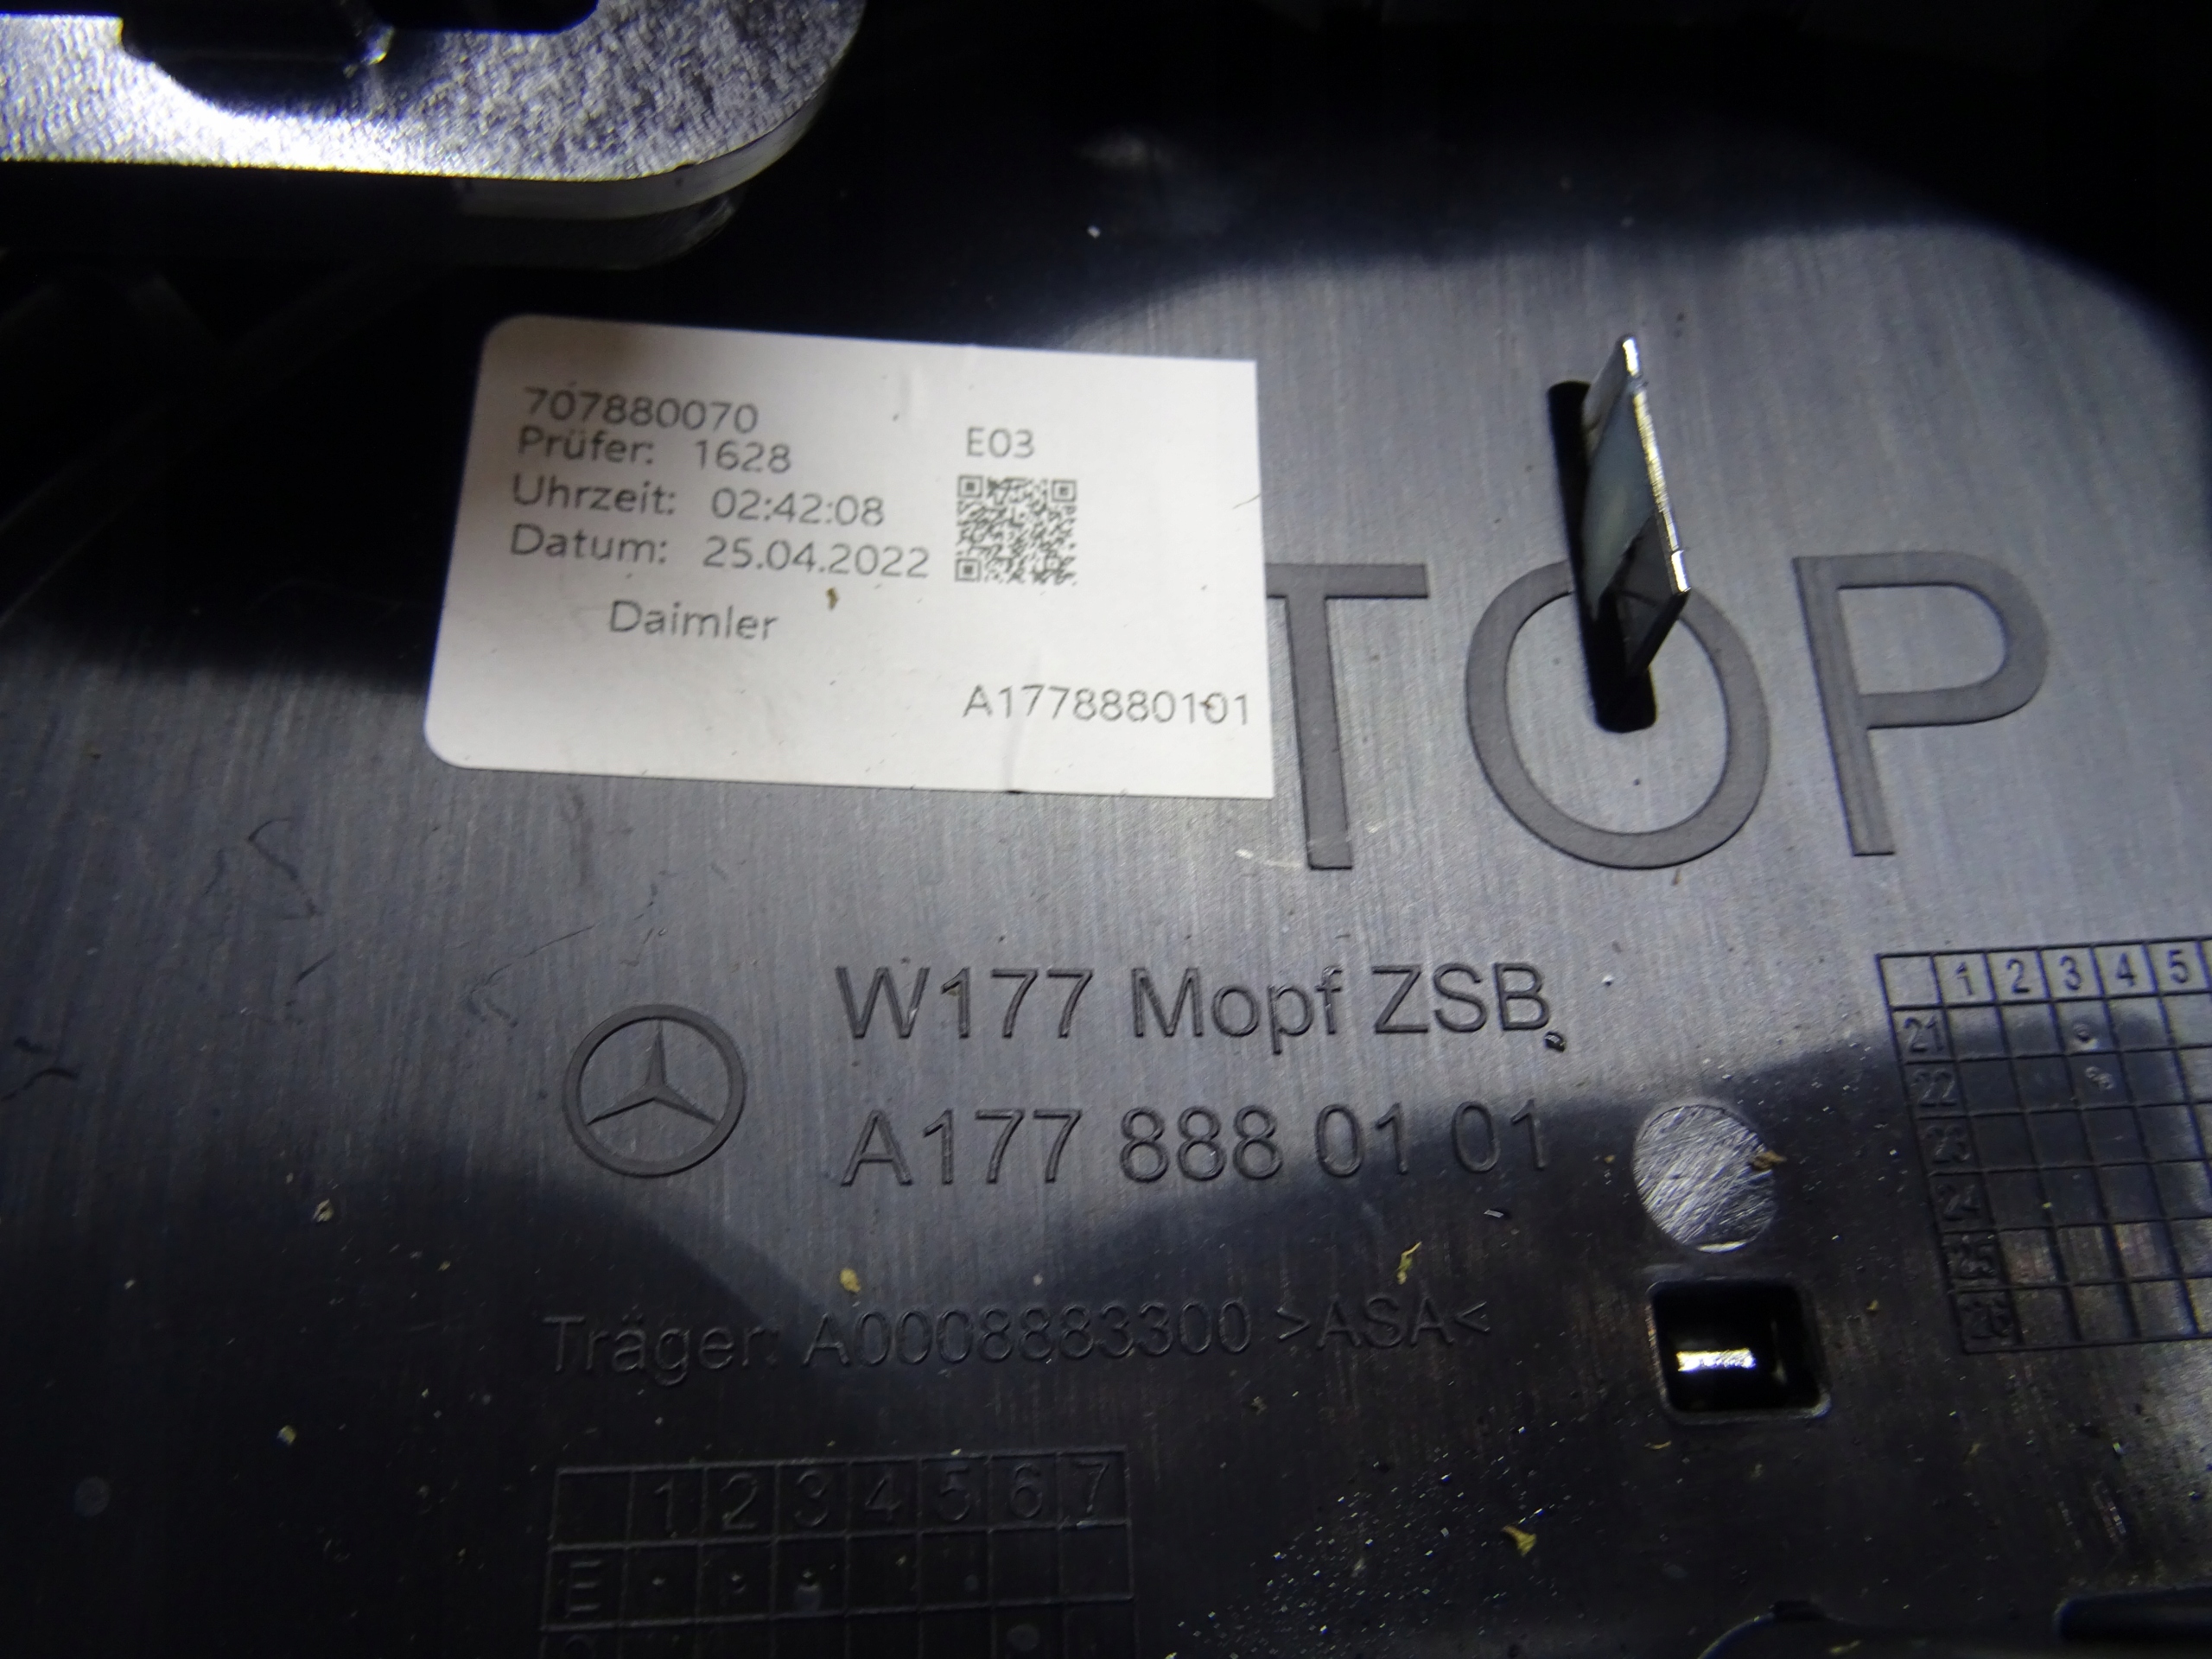 707880070
Prüfer: 1628
E03
Uhrzeit: 02:42:08
Datum: 25.04.2022
Daimler
A1778880101
TOP
W177 Mopf ZSB
A177 888 01 01
Träger: A0008883300 >ASA<
1 2 3 4 5
21
22
23
24
25
26
1 2 3 4 5 6 7